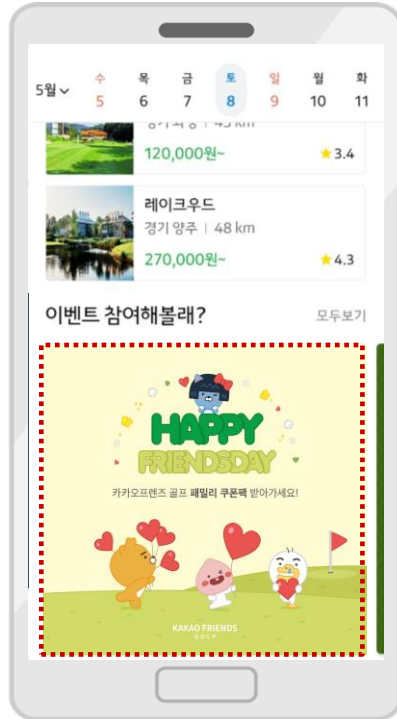 5월
수 목 금 토 일 월 화
5 6 7 8 9 10 11
45 km
120,000원~ 3.4
레이크우드
경기 양주 | 48 km
270,000원~ 4.3
이벤트 참여해볼래? 모두보기
HAPPY
FRIENDSDAY
카카오프렌즈 골프 패밀리 쿠폰팩 받아가세요!
KAKAO FRIENDS
GOLF